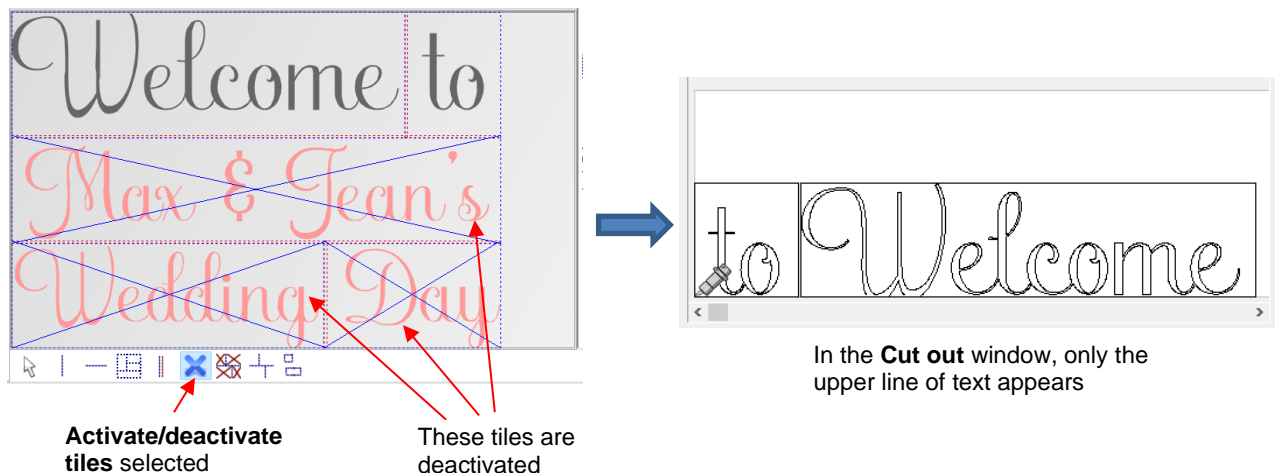 Welcome to
Max & Jean's
Wedding Day
to Welcome
In the Cut out window, only the
upper line of text appears
Activate/deactivate
tiles selected
These tiles are
deactivated